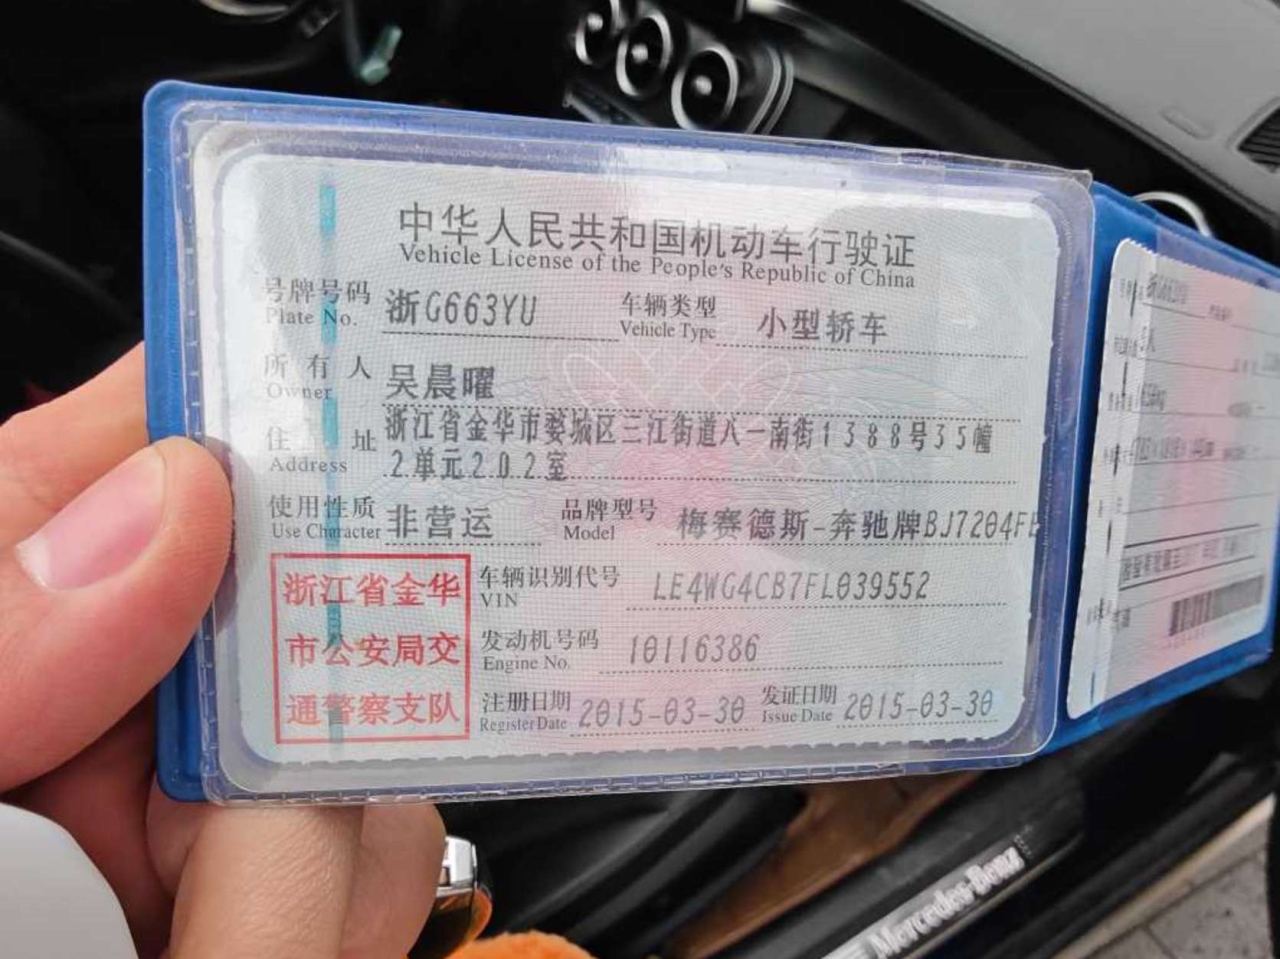 中华人民共和国机动车行驶证
Vehicle License of the People's Republic of China
号牌号码 浙G663YU 车辆类型 小型轿车
Plate No. Vehicle Type
所有人 吴晨曜
Owner
住址 浙江省金华市婺城区三江街道八一南街1388号35幢
Address 2单元202室
使用性质 非营运 品牌型号 梅赛德斯-奔驰牌BJ7204FE
Use Character Model
浙江省金华
市公安局交
通警察支队
车辆识别代号 LE4WG4CB7FL039552
VIN
发动机号码 10116386
Engine No.
注册日期 2015-03-30 发证日期 2015-03-30
Register Date Issue Date
Mercedes-Benz